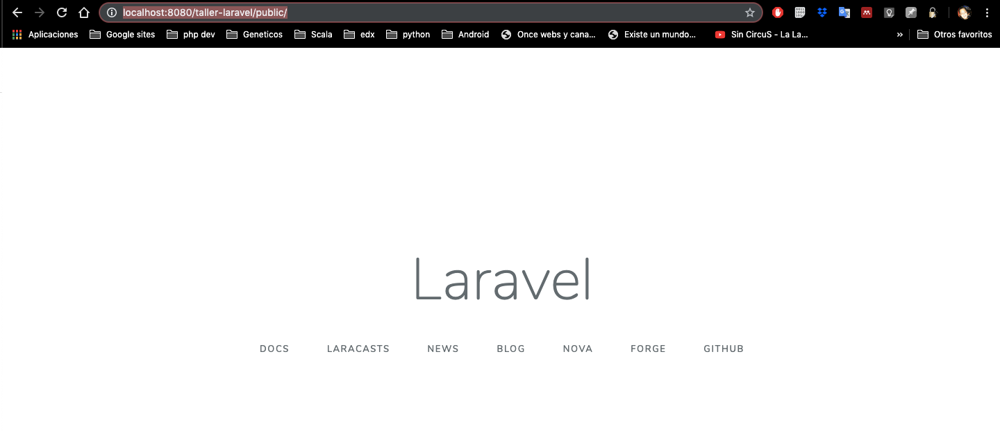 localhost:8080/taller-laravel/public/
Aplicaciones Google sites php dev Geneticos Scala edx python Android Once webs y cana... Existe un mundo... Sin CircuS - La La... » Otros favoritos
Laravel
DOCS LARACASTS NEWS BLOG NOVA FORGE GITHUB